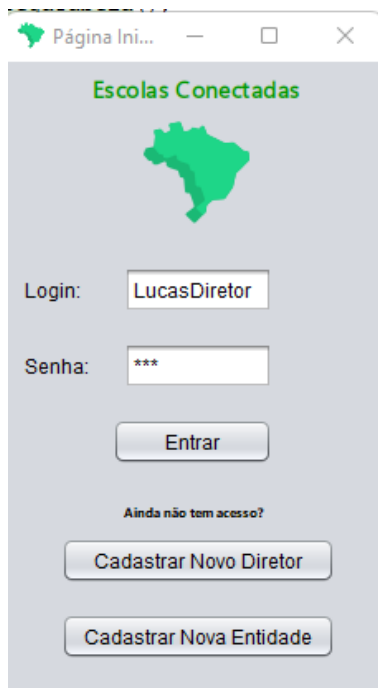 Página Ini...
Escolas Conectadas
Login: LucasDiretor
Senha: ***
Entrar
Ainda não tem acesso?
Cadastrar Novo Diretor
Cadastrar Nova Entidade